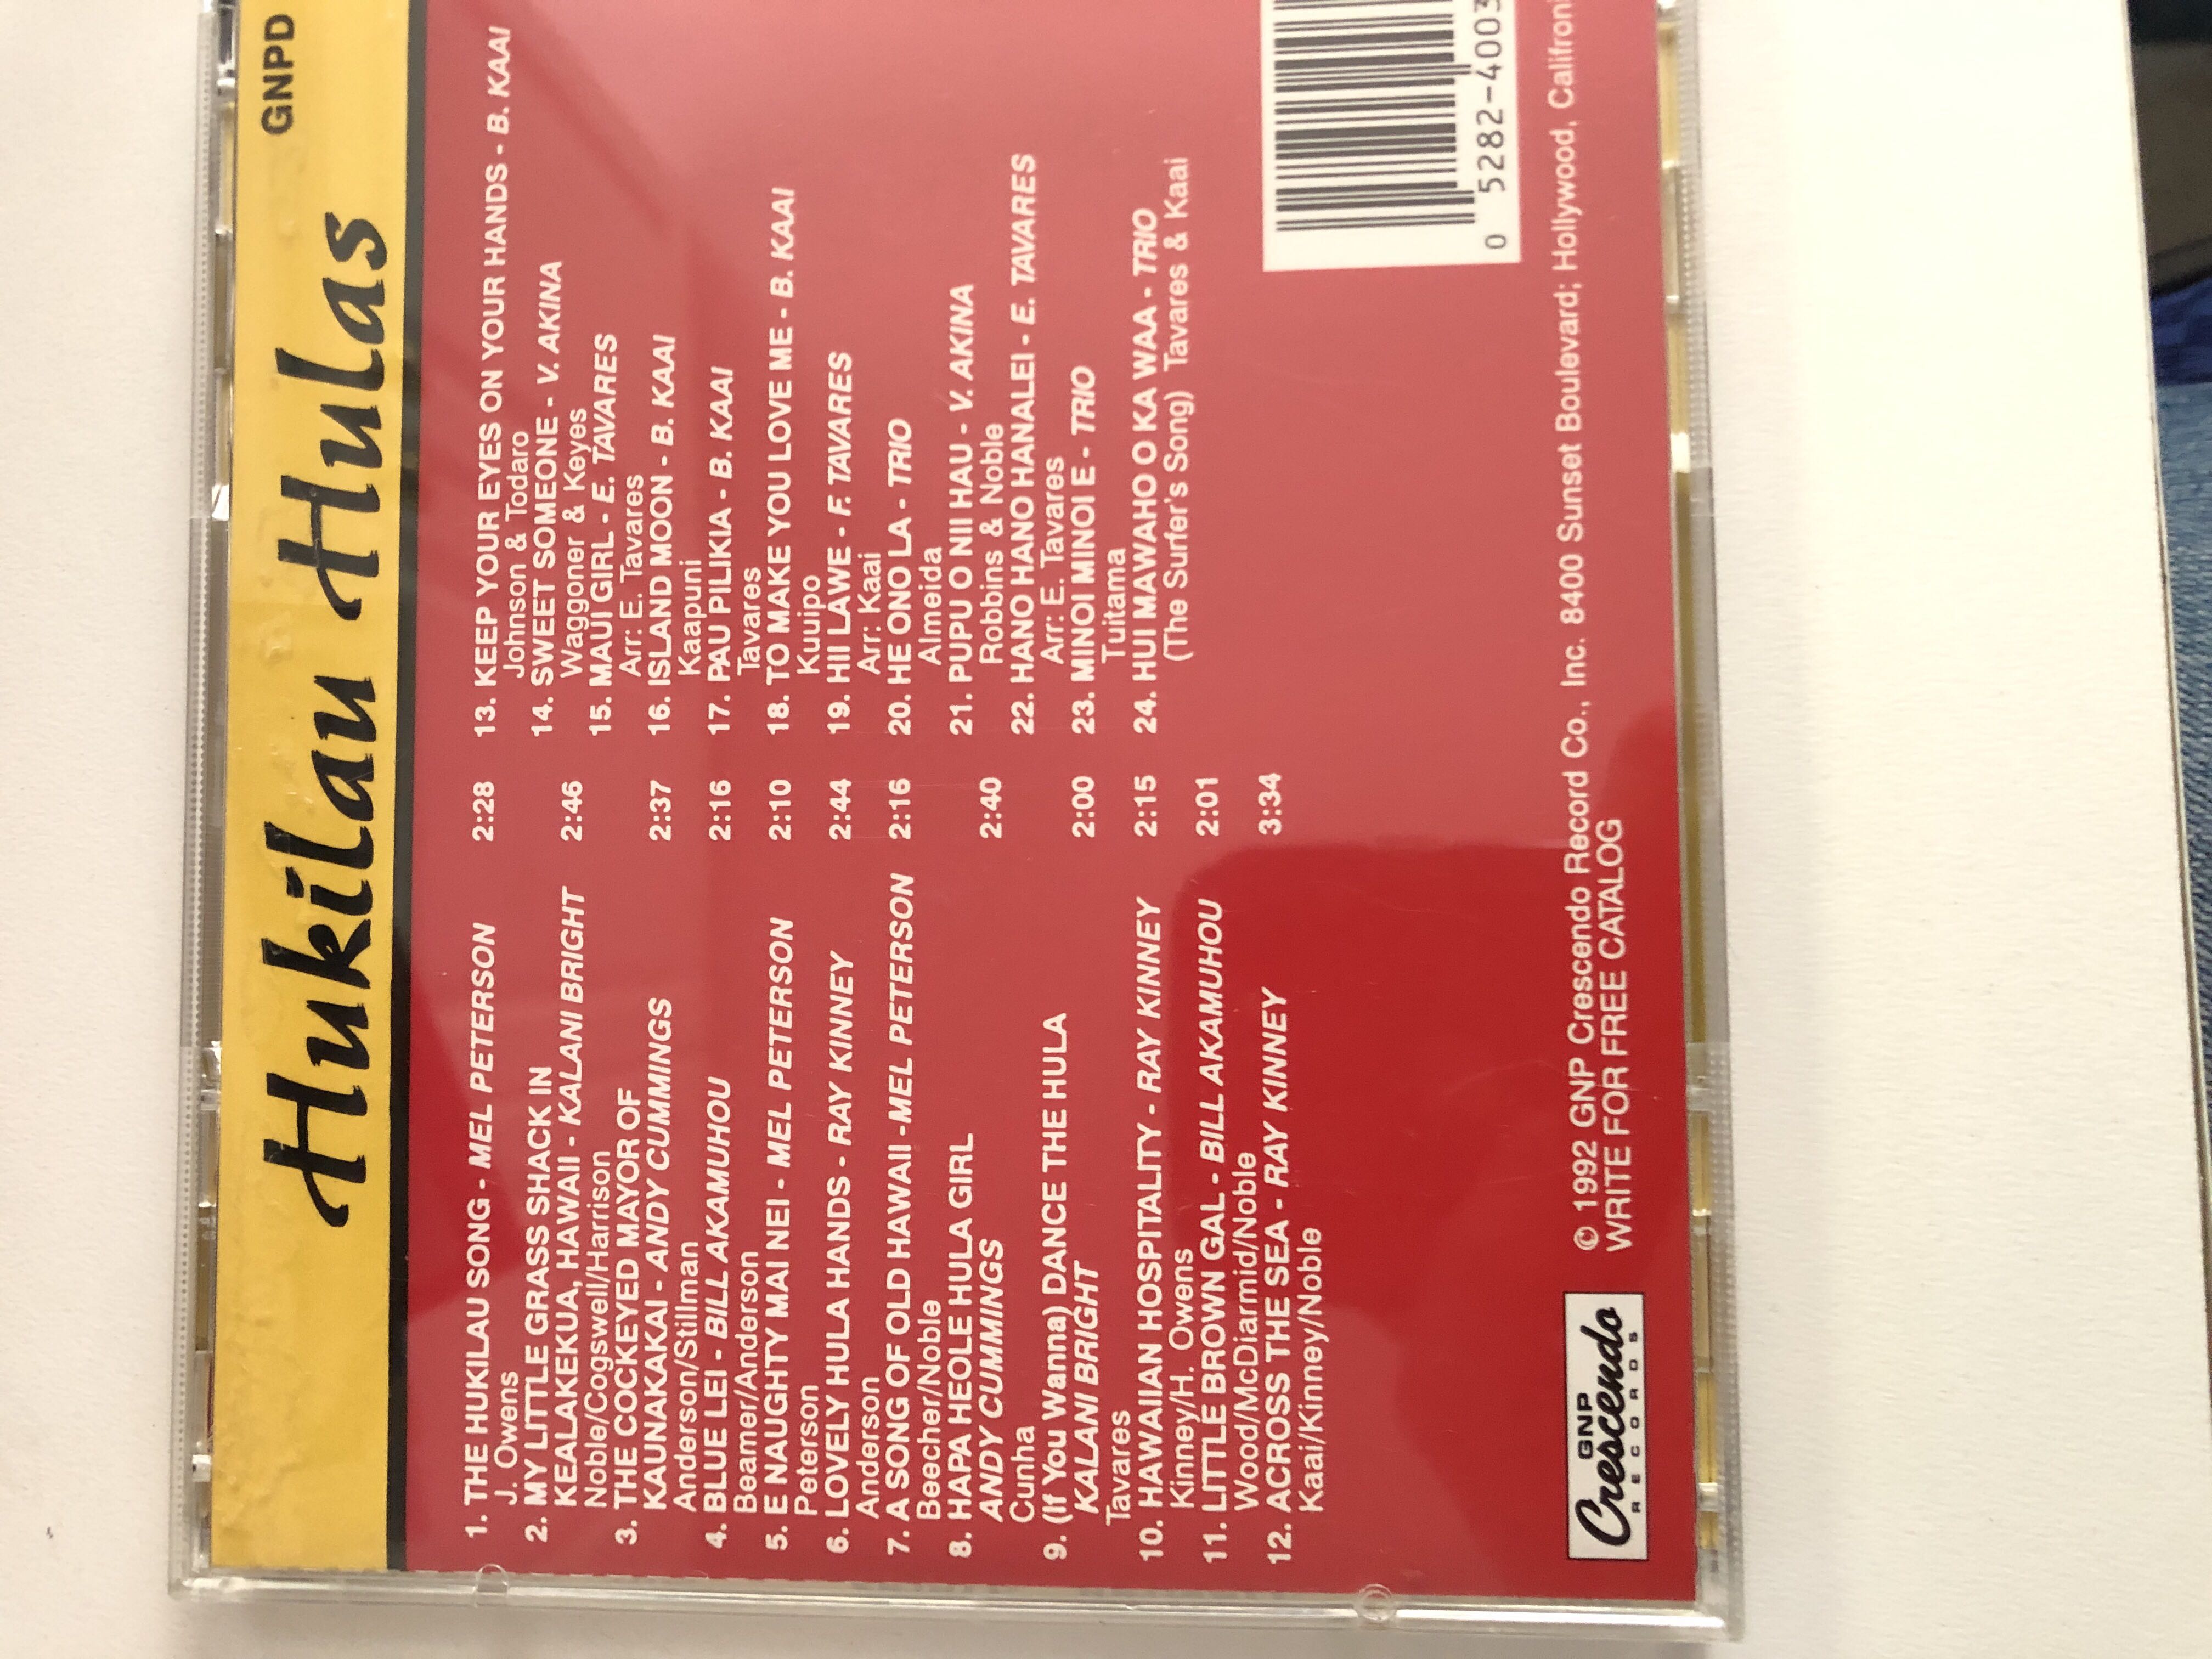 Hukilau Hulas
GNPD
1. THE HUKILAU SONG - MEL PETERSON 2:28
J. Owens
2. MY LITTLE GRASS SHACK IN
KEALAKEKUA, HAWAII - KALANI BRIGHT 2:46
Noble/Cogswell/Harrison
3. THE COCKEYED MAYOR OF
KAUNAKAKAI - ANDY CUMMINGS 2:37
Anderson/Stillman
4. BLUE LEI - BILL AKAMUHOU 2:16
Beamer/Anderson
5. E NAUGHTY MAI NEI - MEL PETERSON 2:10
Peterson
6. LOVELY HULA HANDS - RAY KINNEY 2:44
Anderson
7. A SONG OF OLD HAWAII -MEL PETERSON 2:16
Beecher/Noble
8. HAPA HEOLE HULA GIRL
ANDY CUMMINGS 2:40
Cunha
9. (If You Wanna) DANCE THE HULA
KALANI BRIGHT 2:00
Tavares
10. HAWAIIAN HOSPITALITY - RAY KINNEY 2:15
Kinney/H. Owens
11. LITTLE BROWN GAL - BILL AKAMUHOU 2:01
Wood/McDiarmid/Noble
12. ACROSS THE SEA - RAY KINNEY 3:34
Kaai/Kinney/Noble
13. KEEP YOUR EYES ON YOUR HANDS - B. KAAI
Johnson & Todaro
14. SWEET SOMEONE - V. AKINA
Waggoner & Keyes
15. MAUI GIRL - E. TAVARES
Arr: E. Tavares
16. ISLAND MOON - B. KAAI
Kaapuni
17. PAU PILIKIA - B. KAAI
Tavares
18. TO MAKE YOU LOVE ME - B. KAAI
Kuuipo
19. HII LAWE - F. TAVARES
Arr: Kaai
20. HE ONO LA - TRIO
Almeida
21. PUPU O NII HAU - V. AKINA
Robbins & Noble
22. HANO HANO HANALEI - E. TAVARES
Arr: E. Tavares
23. MINOI MINOI E - TRIO
Tuitama
24. HUI MAWAHO O KA WAA - TRIO
(The Surfer's Song) Tavares & Kaai
0 5282-4003
GNP
Crescendo
RECORDS
© 1992 GNP Crescendo Record Co., Inc. 8400 Sunset Boulevard; Hollywood, Califroni
WRITE FOR FREE CATALOG